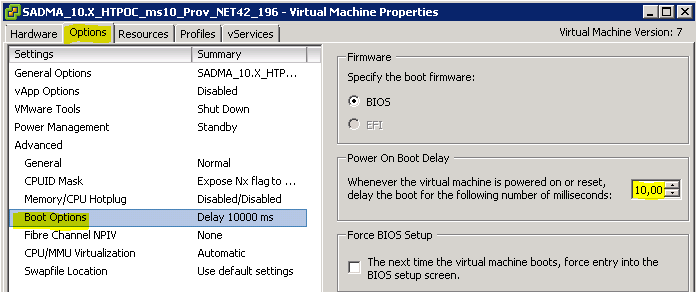 SADMA_10.X_HTPOC_ms10_Prov_NET42_196 - Virtual Machine Properties
Hardware Options Resources Profiles vServices Virtual Machine Version: 7
Settings Summary
General Options SADMA_10.X_HTP...
vApp Options Disabled
VMware Tools Shut Down
Power Management Standby
Advanced
General Normal
CPUID Mask Expose Nx flag to ...
Memory/CPU Hotplug Disabled/Disabled
Boot Options Delay 10000 ms
Fibre Channel NPIV None
CPU/MMU Virtualization Automatic
Swapfile Location Use default settings
Firmware
Specify the boot firmware:
BIOS
EFI
Power On Boot Delay
Whenever the virtual machine is powered on or reset,
delay the boot for the following number of milliseconds:
10,00
Force BIOS Setup
The next time the virtual machine boots, force entry into
the BIOS setup screen.